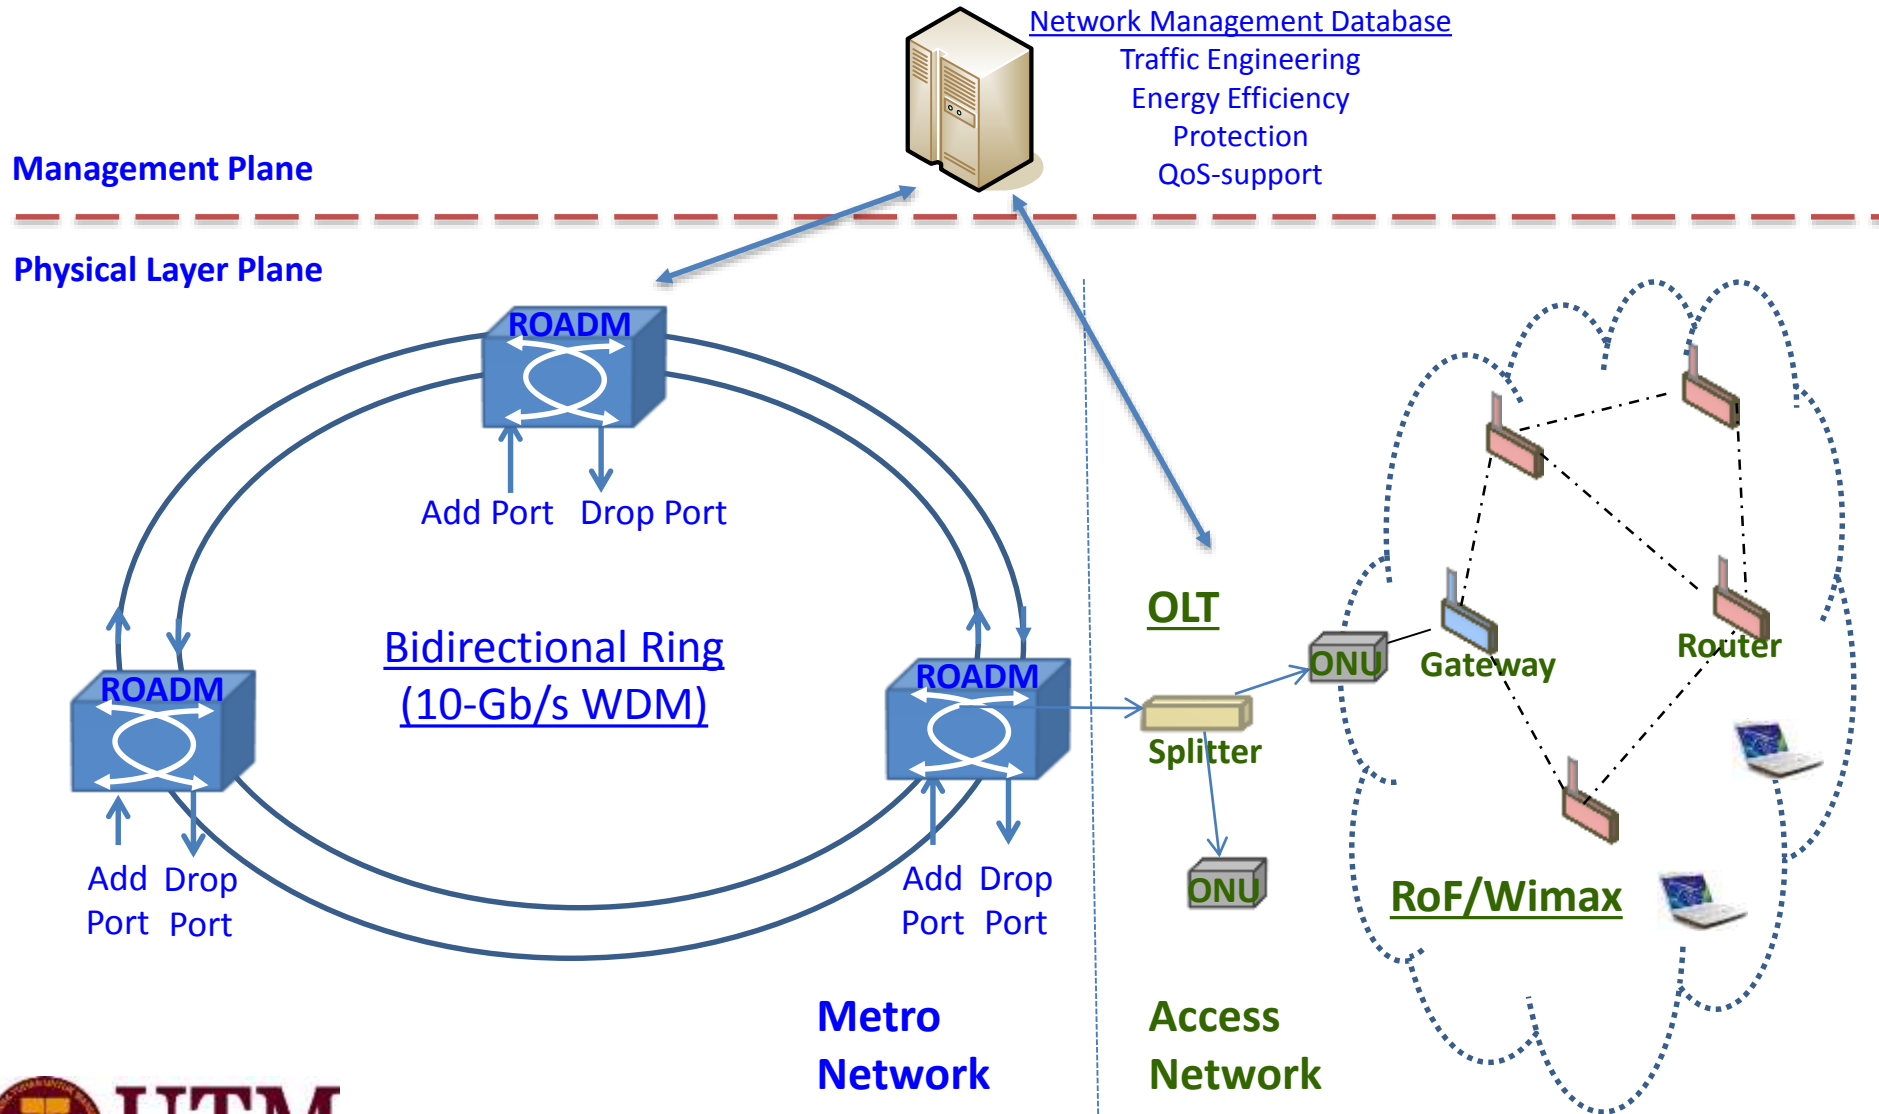 Network Management Database
Traffic Engineering
Energy Efficiency
Protection
QoS-support
Management Plane
Physical Layer Plane
ROADM
Add Port
Drop Port
Bidirectional Ring
(10-Gb/s WDM)
ROADM
Add
Port
Drop
Port
ROADM
Add
Port
Drop
Port
OLT
Splitter
ONU
ONU
Gateway
Router
RoF/Wimax
Metro
Network
Access
Network
UTM